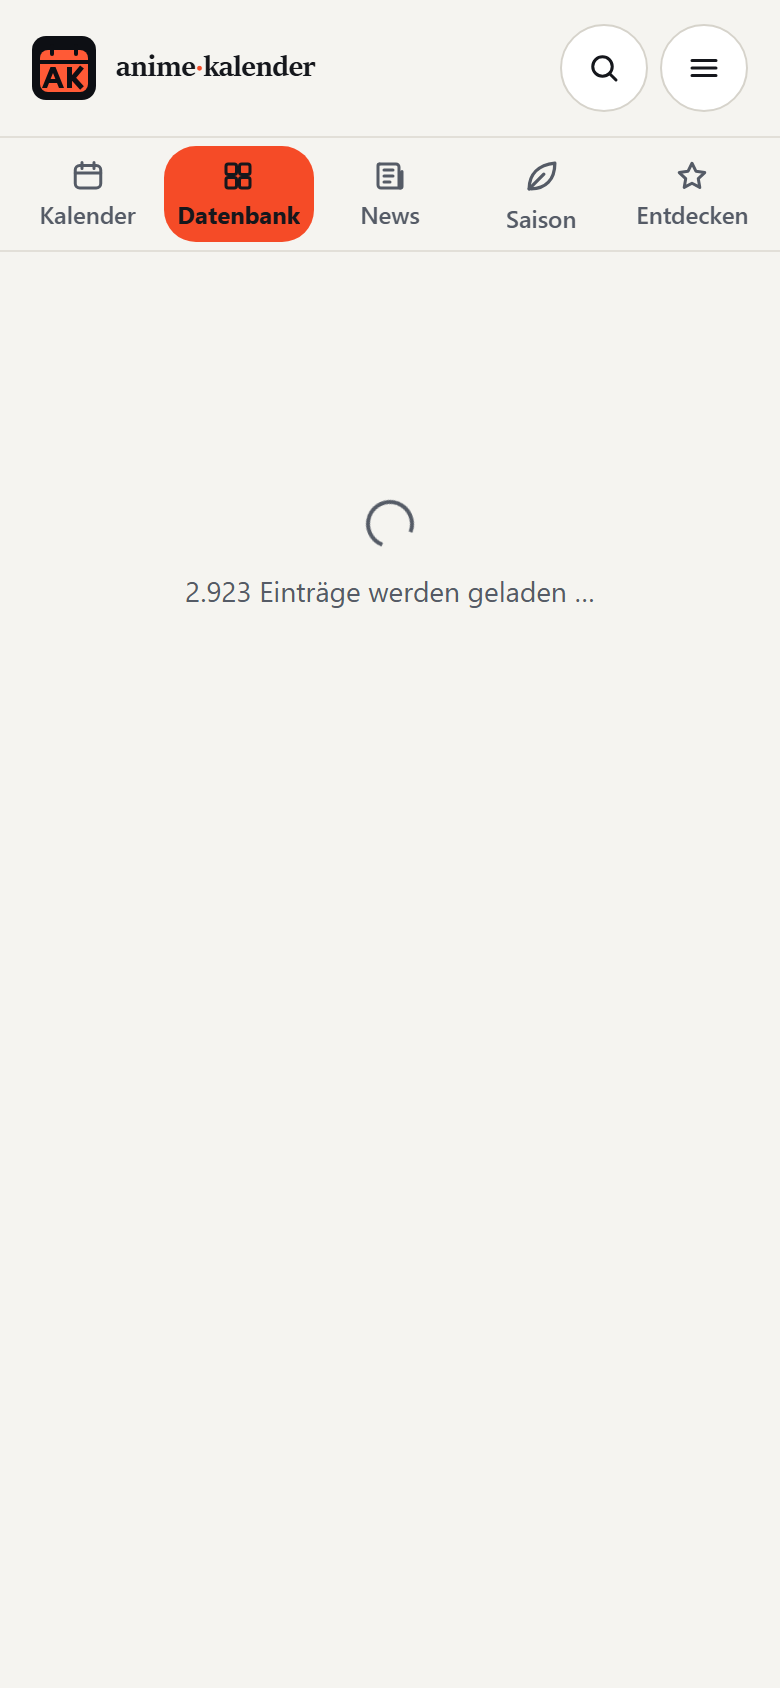 AK
anime·kalender
Kalender
Datenbank
News
Saison
Entdecken
2.923 Einträge werden geladen …